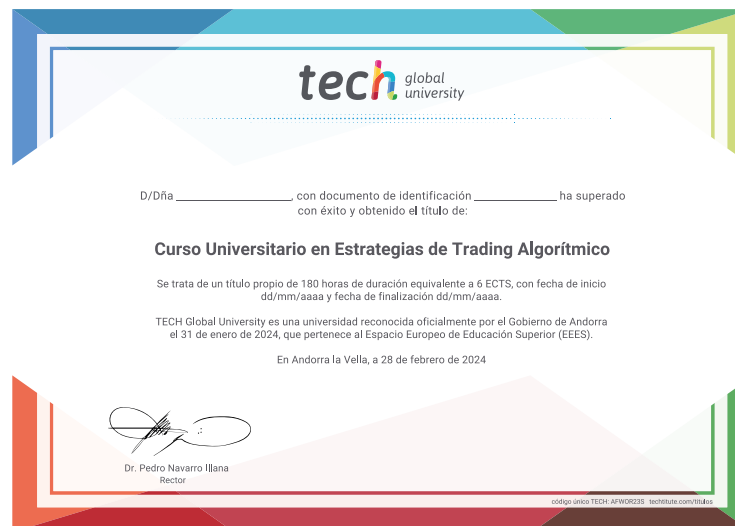 tech global university
D/Dña ____________________, con documento de identificación ______________ ha superado
con éxito y obtenido el título de:
Curso Universitario en Estrategias de Trading Algorítmico
Se trata de un título propio de 180 horas de duración equivalente a 6 ECTS, con fecha de inicio
dd/mm/aaaa y fecha de finalización dd/mm/aaaa.
TECH Global University es una universidad reconocida oficialmente por el Gobierno de Andorra
el 31 de enero de 2024, que pertenece al Espacio Europeo de Educación Superior (EEES).
En Andorra la Vella, a 28 de febrero de 2024
Dr. Pedro Navarro Illana
Rector
código único TECH: AFWOR23S techtitute.com/titulos